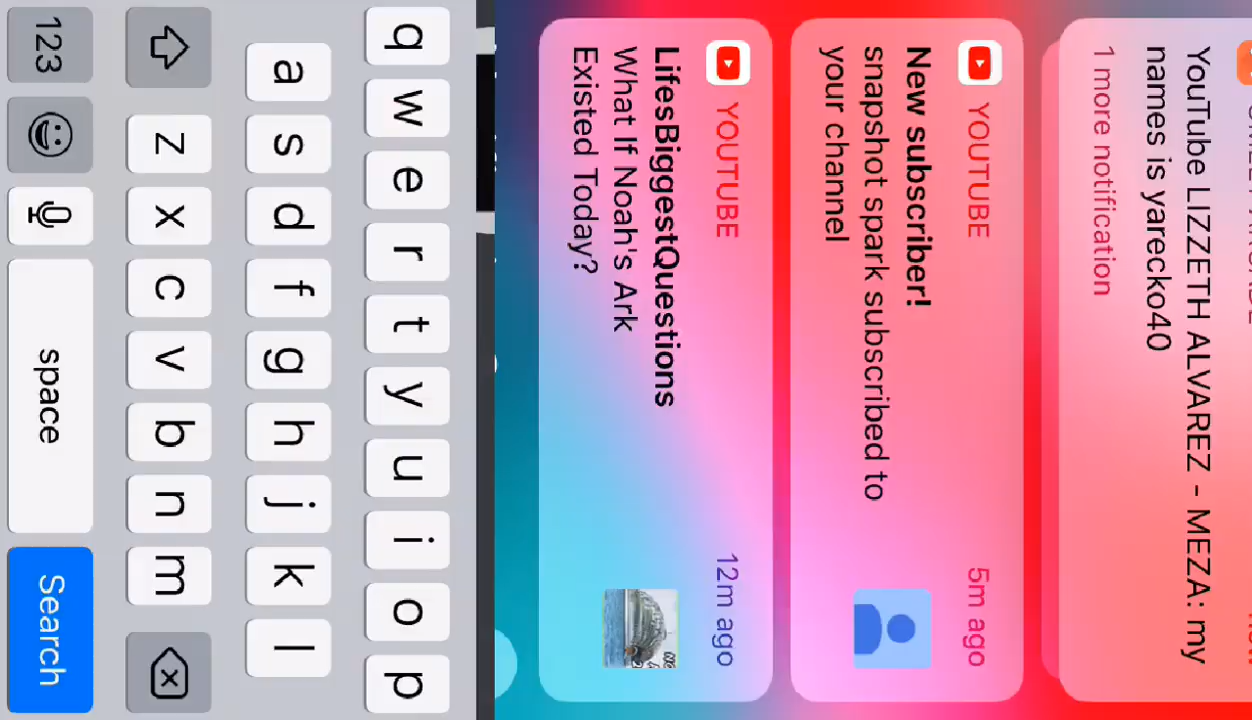 YouTube LIZZETH ALVAREZ - MEZA: my
names is yarecko40
1 more notification
YOUTUBE
5m ago
New subscriber!
snapshot spark subscribed to
your channel
YOUTUBE
12m ago
LifesBiggestQuestions
What If Noah's Ark
Existed Today?
q w e r t y u i o p
a s d f g h j k l
z x c v b n m
123 space Search